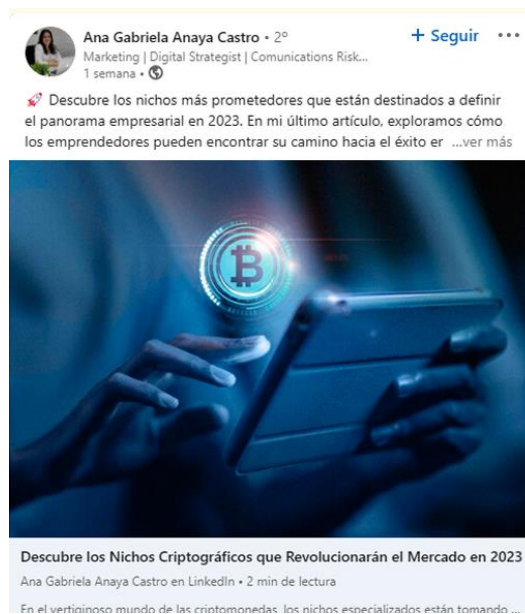 Ana Gabriela Anaya Castro • 2º
+ Seguir
Marketing | Digital Strategist | Comunications Risk...
1 semana •
🚀 Descubre los nichos más prometedores que están destinados a definir
el panorama empresarial en 2023. En mi último artículo, exploramos cómo
los emprendedores pueden encontrar su camino hacia el éxito er ...ver más
Descubre los Nichos Criptográficos que Revolucionarán el Mercado en 2023
Ana Gabriela Anaya Castro en LinkedIn • 2 min de lectura
En el vertiginoso mundo de las criptomonedas, los nichos especializados están tomando ...